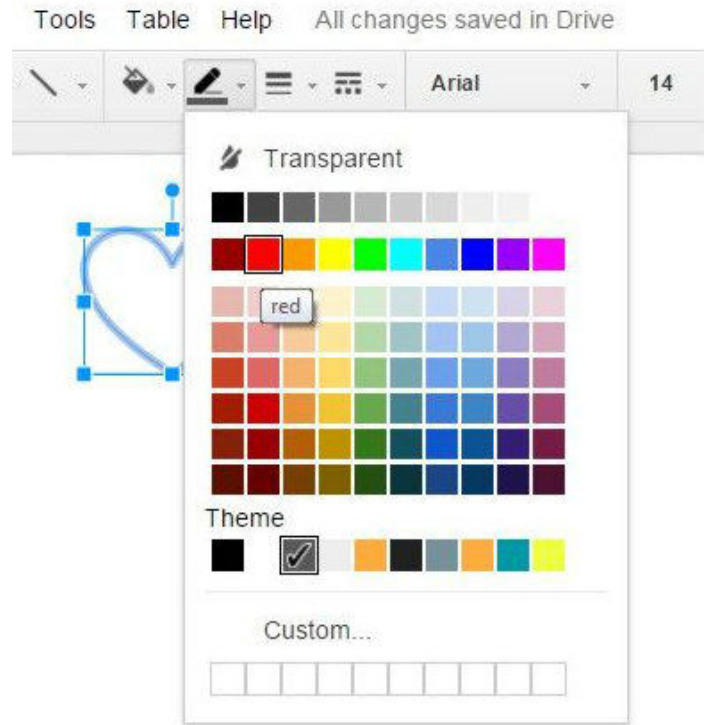 Tools Table Help All changes saved in Drive
Arial 14
Transparent
red
Theme
Custom...